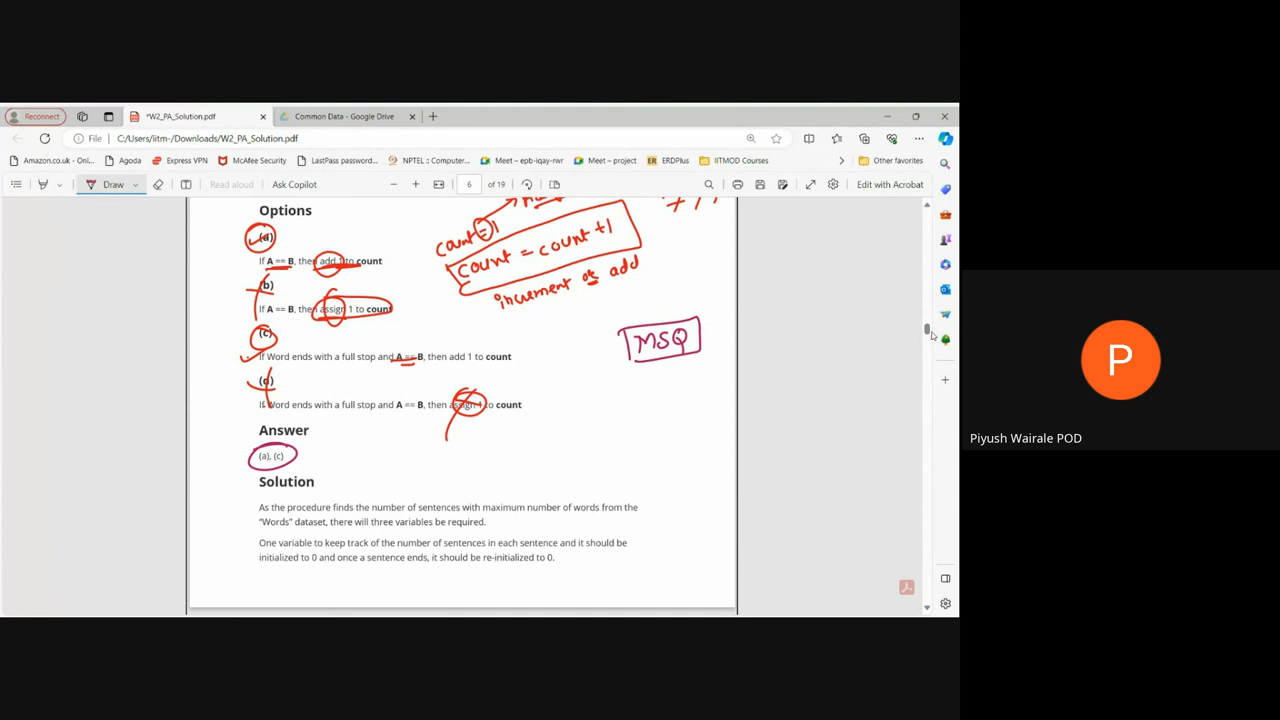 Reconnect
*W2_PA_Solution.pdf
Common Data - Google Drive
File
C:/Users/iitm-/Downloads/W2_PA_Solution.pdf
Amazon.co.uk - Onl...
Agoda
Express VPN
McAfee Security
LastPass password...
NPTEL :: Computer...
Meet – epb-iqay-rwr
Meet – project
ERDPlus
IITMOD Courses
Other favorites
Draw
Read aloud
Ask Copilot
6
of 19
Edit with Acrobat
Options
(a)
If A == B, then add 1 to count
(b)
If A == B, then assign 1 to count
(c)
If Word ends with a full stop and A == B, then add 1 to count
(d)
If Word ends with a full stop and A == B, then assign 1 to count
count = 1
count = count + 1
increment or add
MSQ
Answer
(a), (c)
Solution
As the procedure finds the number of sentences with maximum number of words from the
“Words” dataset, there will three variables be required.
One variable to keep track of the number of sentences in each sentence and it should be
initialized to 0 and once a sentence ends, it should be re-initialized to 0.
P
Piyush Wairale POD